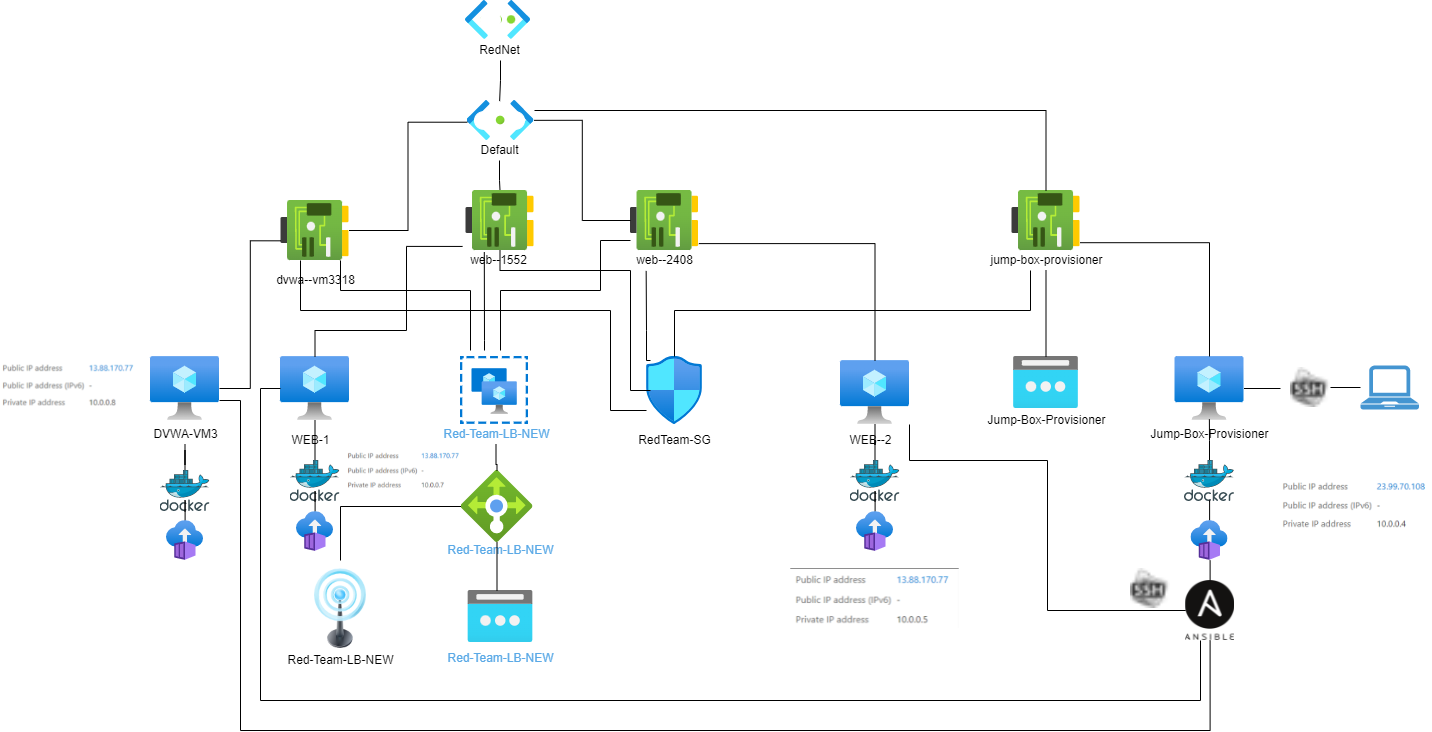 RedNet
Default
dvwa--vm3318
web--1552
web--2408
jump-box-provisioner
Public IP address 13.88.170.77
Public IP address (IPv6) -
Private IP address 10.0.0.8
DVWA-VM3
WEB-1
Red-Team-LB-NEW
RedTeam-SG
WEB--2
Jump-Box-Provisioner
Jump-Box-Provisioner
SSH
Public IP address 13.88.170.77
Public IP address (IPv6) -
Private IP address 10.0.0.7
docker
docker
docker
docker
Public IP address 23.99.70.108
Public IP address (IPv6) -
Private IP address 10.0.0.4
Red-Team-LB-NEW
Public IP address 13.88.170.77
Public IP address (IPv6) -
Private IP address 10.0.0.5
SSH
A
ANSIBLE
Red-Team-LB-NEW
Red-Team-LB-NEW